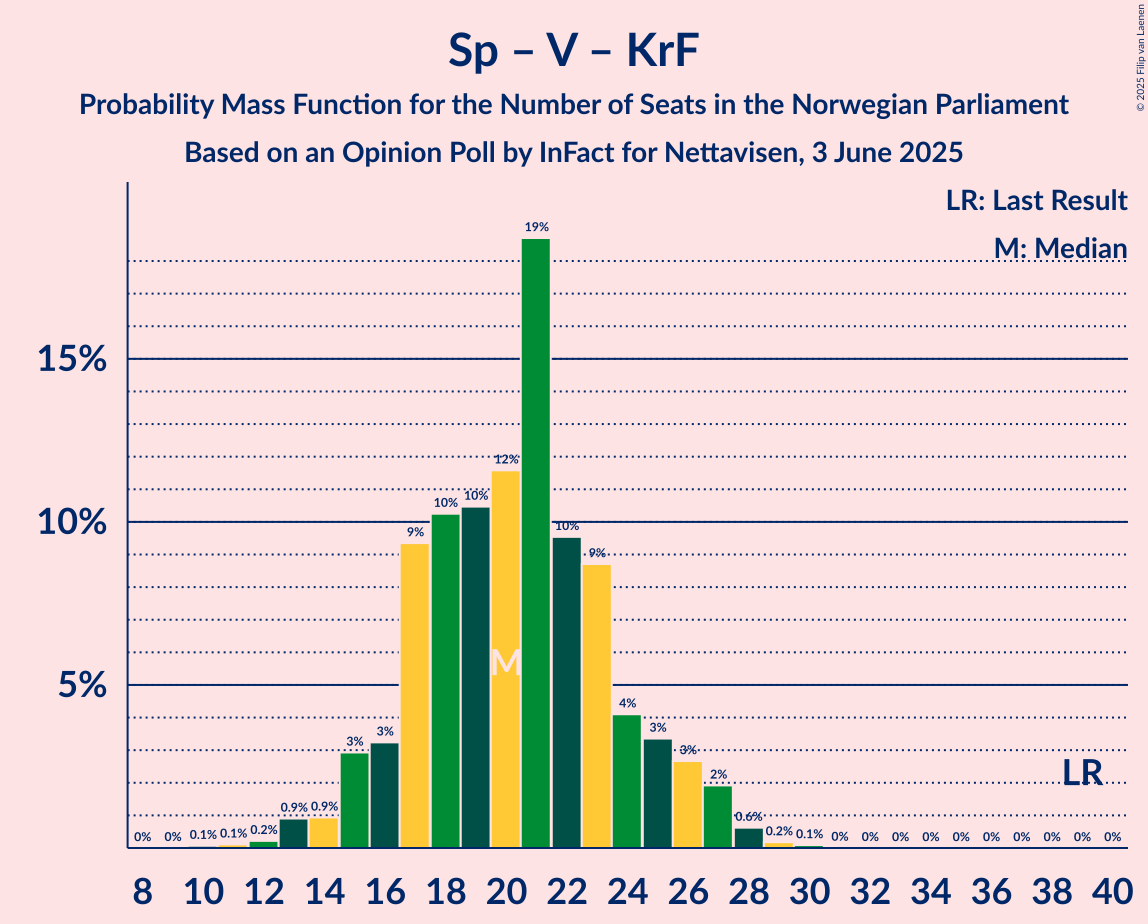 Sp – V – KrF
Probability Mass Function for the Number of Seats in the Norwegian Parliament
Based on an Opinion Poll by InFact for Nettavisen, 3 June 2025
© 2025 Filip van Laenen
LR: Last Result
M: Median
15%
10%
5%
0% 0% 0.1% 0.1% 0.2% 0.9% 0.9% 3% 3% 9% 10% 10% 12% 19% 10% 9% 4% 3% 3% 2% 0.6% 0.2% 0.1% 0% 0% 0% 0% 0% 0% 0% 0% 0% 0%
M
LR
8 10 12 14 16 18 20 22 24 26 28 30 32 34 36 38 40